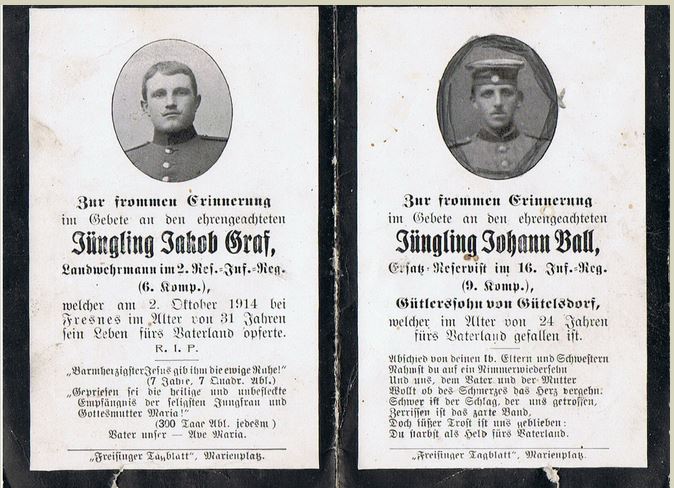 Zur frommen Erinnerung
im Gebete an den ehrengeachteten
Jüngling Jakob Graf,
Landwehrmann im 2. Res.-Inf.-Reg.
(6. Komp.),
welcher am 2. Oktober 1914 bei
Fresnes im Alter von 31 Jahren
sein Leben fürs Vaterland opferte.
R. I. P.
„Barmherzigster Jesus gib ihm die ewige Ruhe!"
(7 Jahre, 7 Quadr. Abl.)
„Gepriesen sei die heilige und unbefleckte
Empfängnis der seligsten Jungfrau und
Gottesmutter Maria!"
(300 Tage Abl. jedesm)
Vater unser — Ave Maria.
„Freisinger Tagblatt", Marienplatz.
Zur frommen Erinnerung
im Gebete an den ehrengeachteten
Jüngling Johann Ball,
Ersatz-Reservist im 16. Inf.-Reg.
(9. Komp.),
Gütlerssohn von Gütelsdorf,
welcher im Alter von 24 Jahren
fürs Vaterland gefallen ist.
Abschied von deinen lb. Eltern und Schwestern
Nahmst du auf ein Nimmerwiedersehn
Und uns, dem Vater und der Mutter
Wollt ob des Schmerzes das Herz vergehn.
Schwer ist der Schlag, der uns getroffen,
Zerrissen ist das zarte Band,
Doch süßer Trost ist uns geblieben:
Du starbst als Held fürs Vaterland.
„Freisinger Tagblatt", Marienplatz.